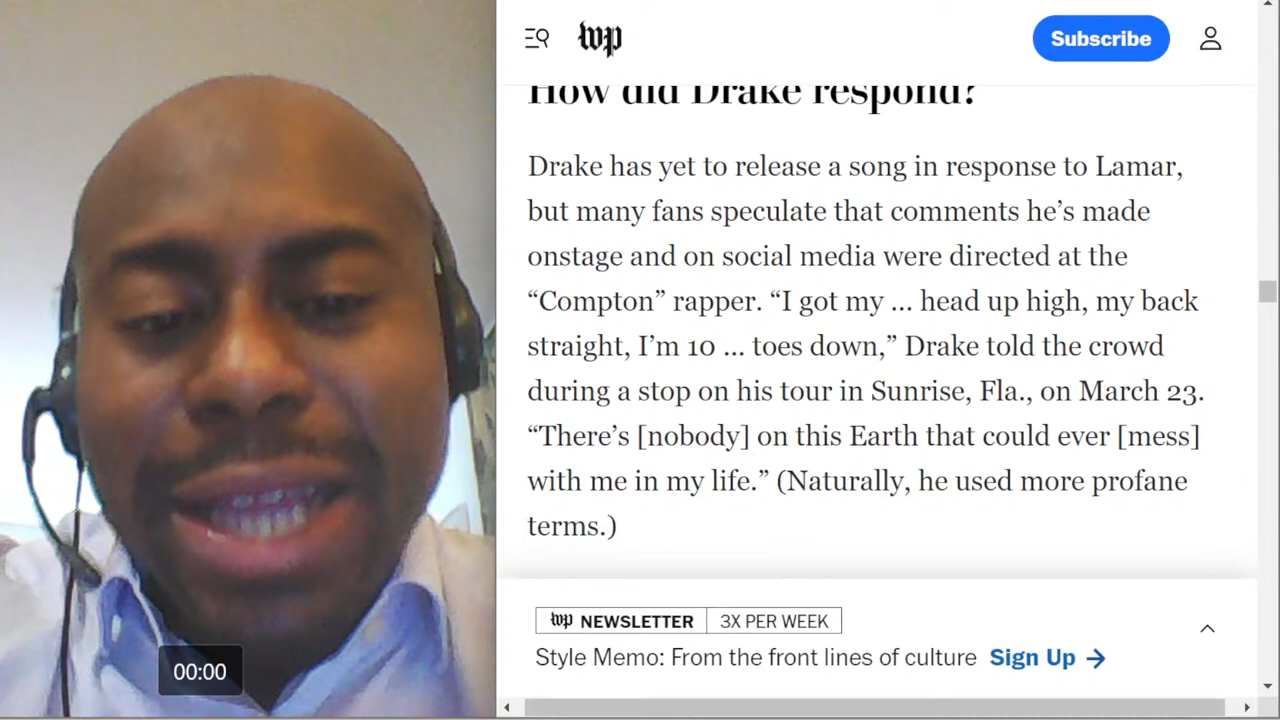 wp
Subscribe
How did Drake respond?
Drake has yet to release a song in response to Lamar,
but many fans speculate that comments he’s made
onstage and on social media were directed at the
“Compton” rapper. “I got my ... head up high, my back
straight, I’m 10 ... toes down,” Drake told the crowd
during a stop on his tour in Sunrise, Fla., on March 23.
“There’s [nobody] on this Earth that could ever [mess]
with me in my life.” (Naturally, he used more profane
terms.)
wp NEWSLETTER 3X PER WEEK
Style Memo: From the front lines of culture Sign Up →
00:00